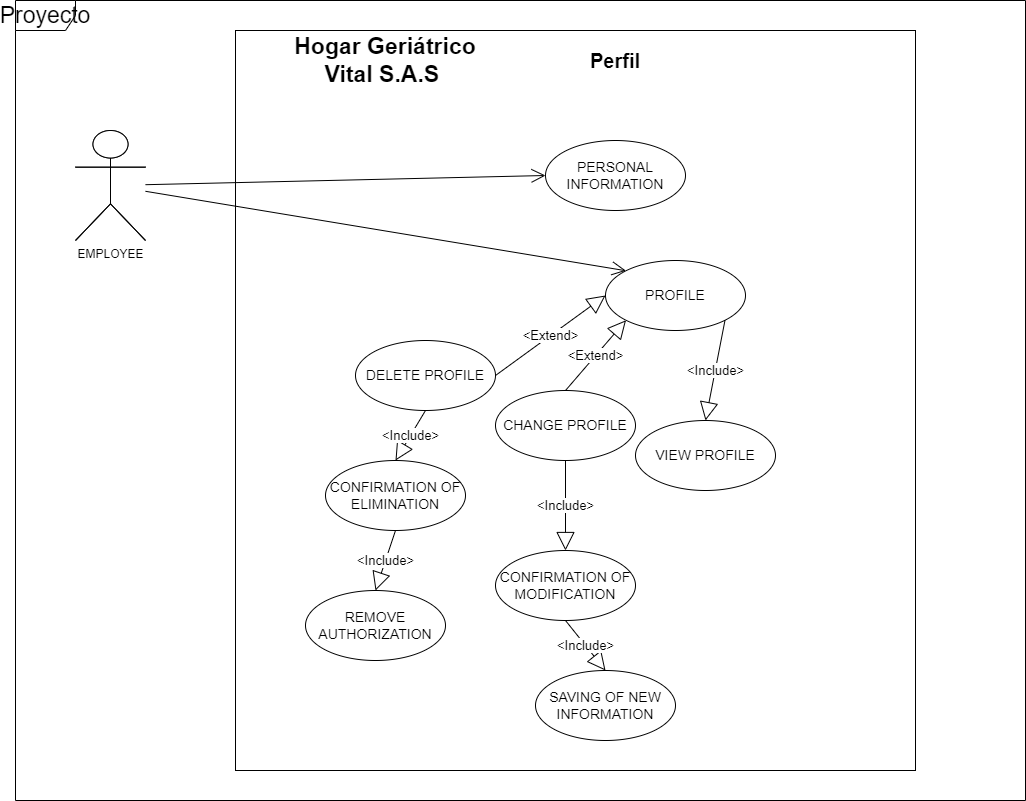 Proyecto
Hogar Geriátrico
Vital S.A.S
Perfil
PERSONAL
INFORMATION
EMPLOYEE
PROFILE
<Extend>
<Extend>
<Include>
DELETE PROFILE
CHANGE PROFILE
<Include>
VIEW PROFILE
CONFIRMATION OF
ELIMINATION
<Include>
<Include>
CONFIRMATION OF
MODIFICATION
REMOVE
AUTHORIZATION
<Include>
SAVING OF NEW
INFORMATION